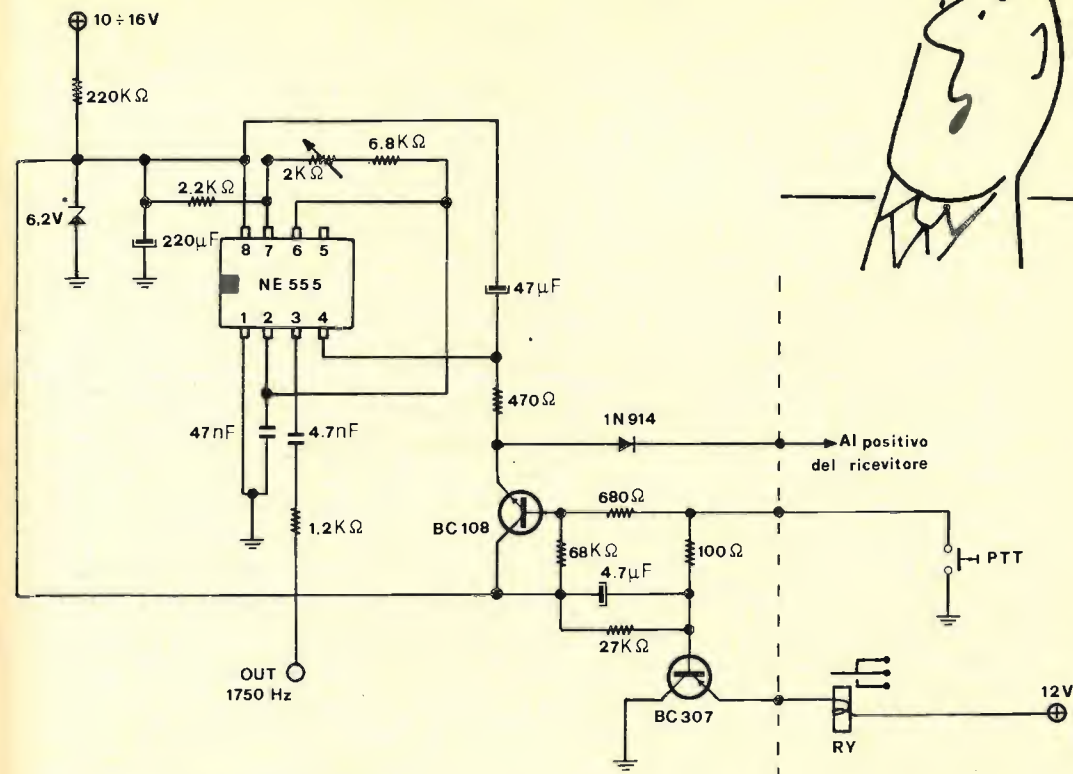 10÷16V
220KΩ
6.8KΩ
2KΩ
2.2KΩ
6,2V
220µF
8 7 6 5
NE 555
1 2 3 4
47µF
470Ω
47nF
4.7nF
1N914
Al positivo
del ricevitore
680Ω
BC108
1.2KΩ
68KΩ
100Ω
4.7µF
PTT
27KΩ
OUT
1750 Hz
BC307
RY
12V